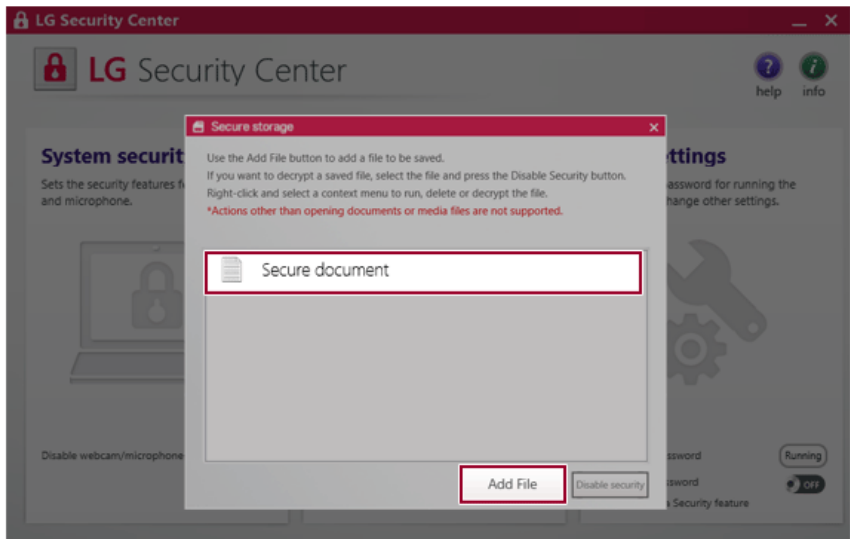 LG Security Center
LG Security Center
help info
Secure storage
System securit
ttings
Use the Add File button to add a file to be saved.
If you want to decrypt a saved file, select the file and press the Disable Security button.
Right-click and select a context menu to run, delete or decrypt the file.
*Actions other than opening documents or media files are not supported.
Sets the security features f
and microphone.
assword for running the
hange other settings.
Secure document
Disable webcam/microphone
ssword
Running
Add File
Disable security
ssword
OFF
Security feature